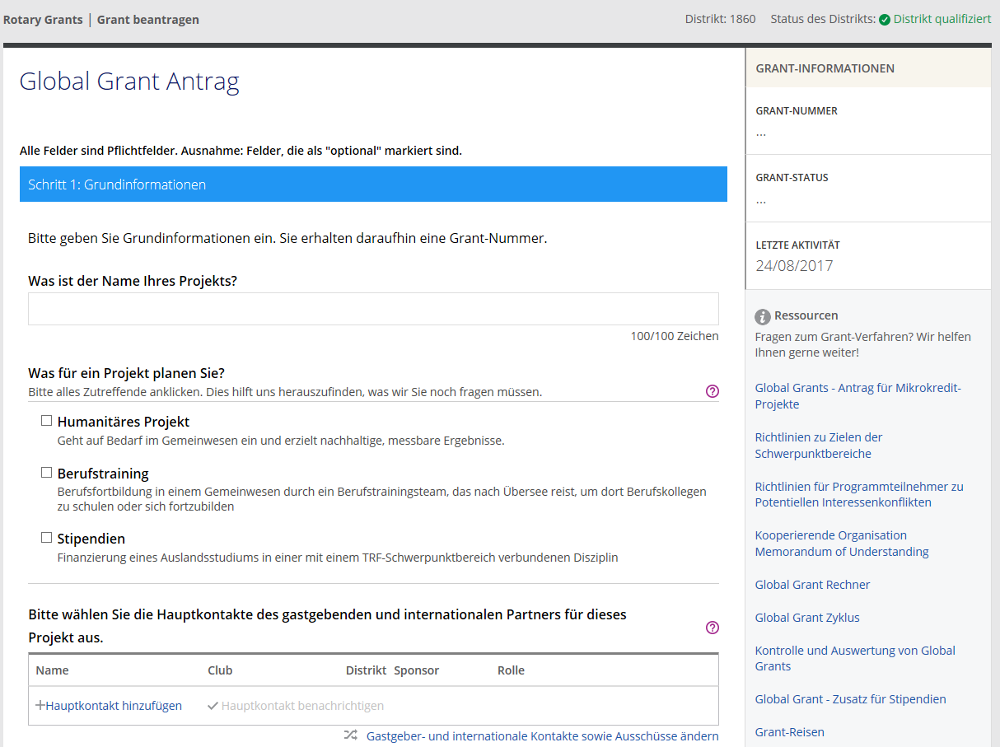 Rotary Grants | Grant beantragen
Distrikt: 1860 Status des Distrikts: Distrikt qualifiziert
Global Grant Antrag
Alle Felder sind Pflichtfelder. Ausnahme: Felder, die als "optional" markiert sind.
Schritt 1: Grundinformationen
Bitte geben Sie Grundinformationen ein. Sie erhalten daraufhin eine Grant-Nummer.
Was ist der Name Ihres Projekts?
100/100 Zeichen
Was für ein Projekt planen Sie?
Bitte alles Zutreffende anklicken. Dies hilft uns herauszufinden, was wir Sie noch fragen müssen.
?
Humanitäres Projekt
Geht auf Bedarf im Gemeinwesen ein und erzielt nachhaltige, messbare Ergebnisse.
Berufstraining
Berufsfortbildung in einem Gemeinwesen durch ein Berufstrainingsteam, das nach Übersee reist, um dort Berufskollegen
zu schulen oder sich fortzubilden
Stipendien
Finanzierung eines Auslandsstudiums in einer mit einem TRF-Schwerpunktbereich verbundenen Disziplin
Bitte wählen Sie die Hauptkontakte des gastgebenden und internationalen Partners für dieses
Projekt aus.
?
Name Club Distrikt Sponsor Rolle
+Hauptkontakt hinzufügen Hauptkontakt benachrichtigen
Gastgeber- und internationale Kontakte sowie Ausschüsse ändern
GRANT-INFORMATIONEN
GRANT-NUMMER
...
GRANT-STATUS
...
LETZTE AKTIVITÄT
24/08/2017
i Ressourcen
Fragen zum Grant-Verfahren? Wir helfen
Ihnen gerne weiter!
Global Grants - Antrag für Mikrokredit-
Projekte
Richtlinien zu Zielen der
Schwerpunktbereiche
Richtlinien für Programmteilnehmer zu
Potentiellen Interessenkonflikten
Kooperierende Organisation
Memorandum of Understanding
Global Grant Rechner
Global Grant Zyklus
Kontrolle und Auswertung von Global
Grants
Global Grant - Zusatz für Stipendien
Grant-Reisen